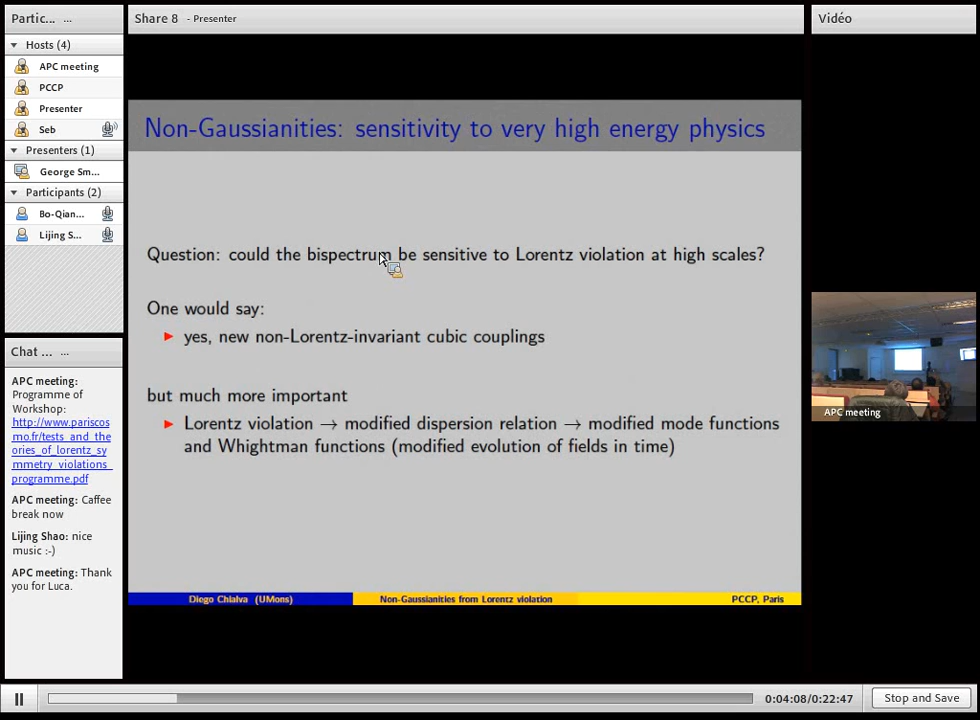 Partic... ...
Hosts (4)
APC meeting
PCCP
Presenter
Seb
Presenters (1)
George Sm...
Participants (2)
Bo-Qian...
Lijing S...
Chat ... ...
APC meeting:
Programme of
Workshop:
http://www.parisco
smo.fr/tests_and_the
ories_of_lorentz_sy
mmetry_violations_
programme.pdf
APC meeting: Caffee
break now
Lijing Shao: nice
music :-)
APC meeting: Thank
you for Luca.
Share 8 - Presenter
Non-Gaussianities: sensitivity to very high energy physics
Question: could the bispectrum be sensitive to Lorentz violation at high scales?
One would say:
yes, new non-Lorentz-invariant cubic couplings
but much more important
Lorentz violation → modified dispersion relation → modified mode functions
and Whightman functions (modified evolution of fields in time)
Diego Chialva (UMons) Non-Gaussianities from Lorentz violation PCCP, Paris
Vidéo
APC meeting
0:04:08/0:22:47
Stop and Save